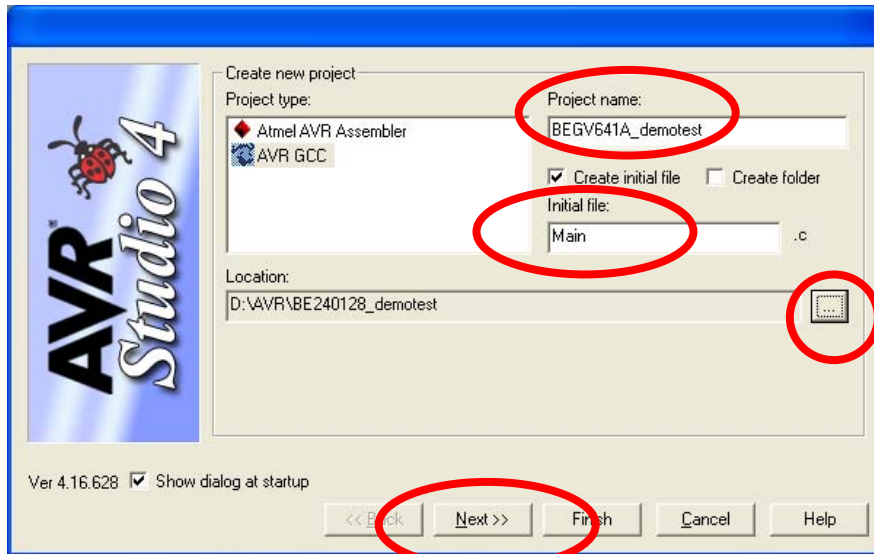 AVR®
Studio 4
Create new project
Project type:
Atmel AVR Assembler
AVR GCC
Project name:
BEGV641A_demotest
Create initial file
Create folder
Initial file:
Main
.c
Location:
D:\AVR\BE240128_demotest
...
Ver 4.16.628
Show dialog at startup
<< Back
Next >>
Finish
Cancel
Help